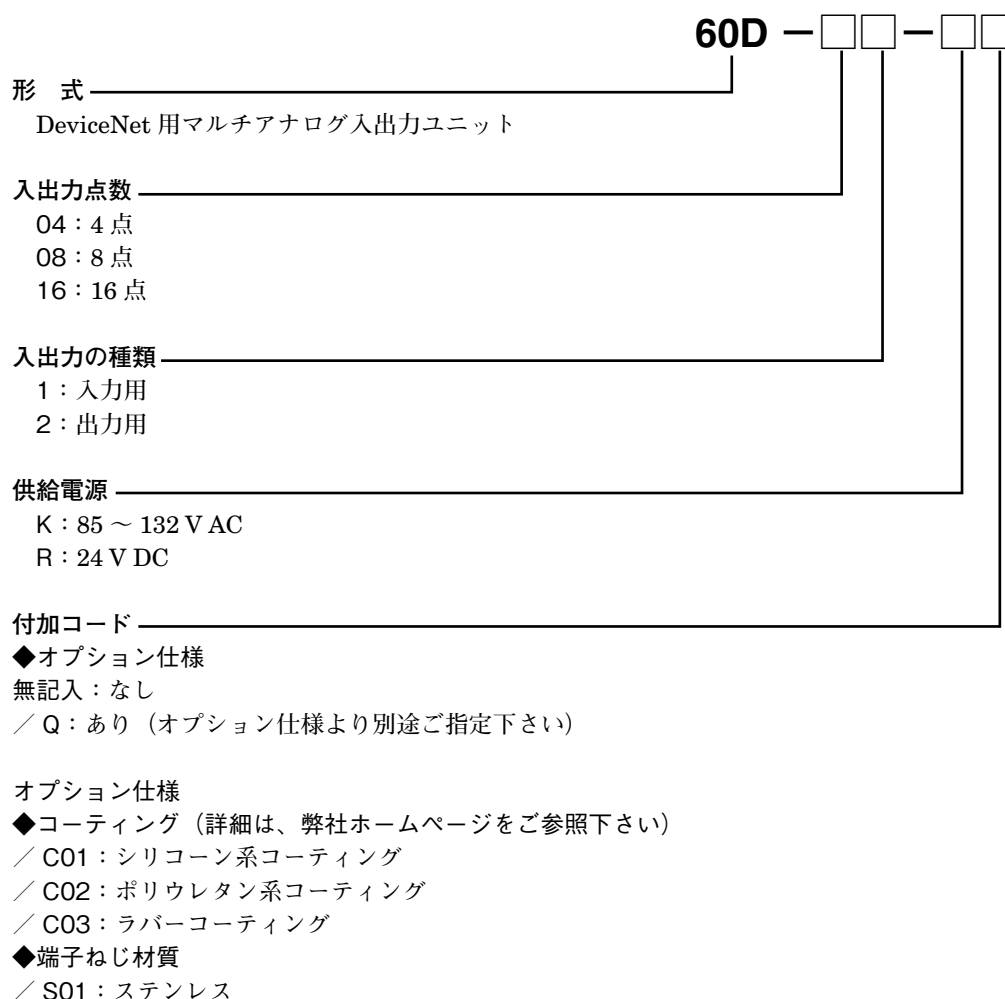 60D － □□ － □□
形　式
DeviceNet 用マルチアナログ入出力ユニット
入出力点数
04：4 点
08：8 点
16：16 点
入出力の種類
1：入力用
2：出力用
供給電源
K：85 ～ 132 V AC
R：24 V DC
付加コード
◆オプション仕様
無記入：なし
／ Q：あり（オプション仕様より別途ご指定下さい）
オプション仕様
◆コーティング（詳細は、弊社ホームページをご参照下さい）
／ C01：シリコーン系コーティング
／ C02：ポリウレタン系コーティング
／ C03：ラバーコーティング
◆端子ねじ材質
／ S01：ステンレス